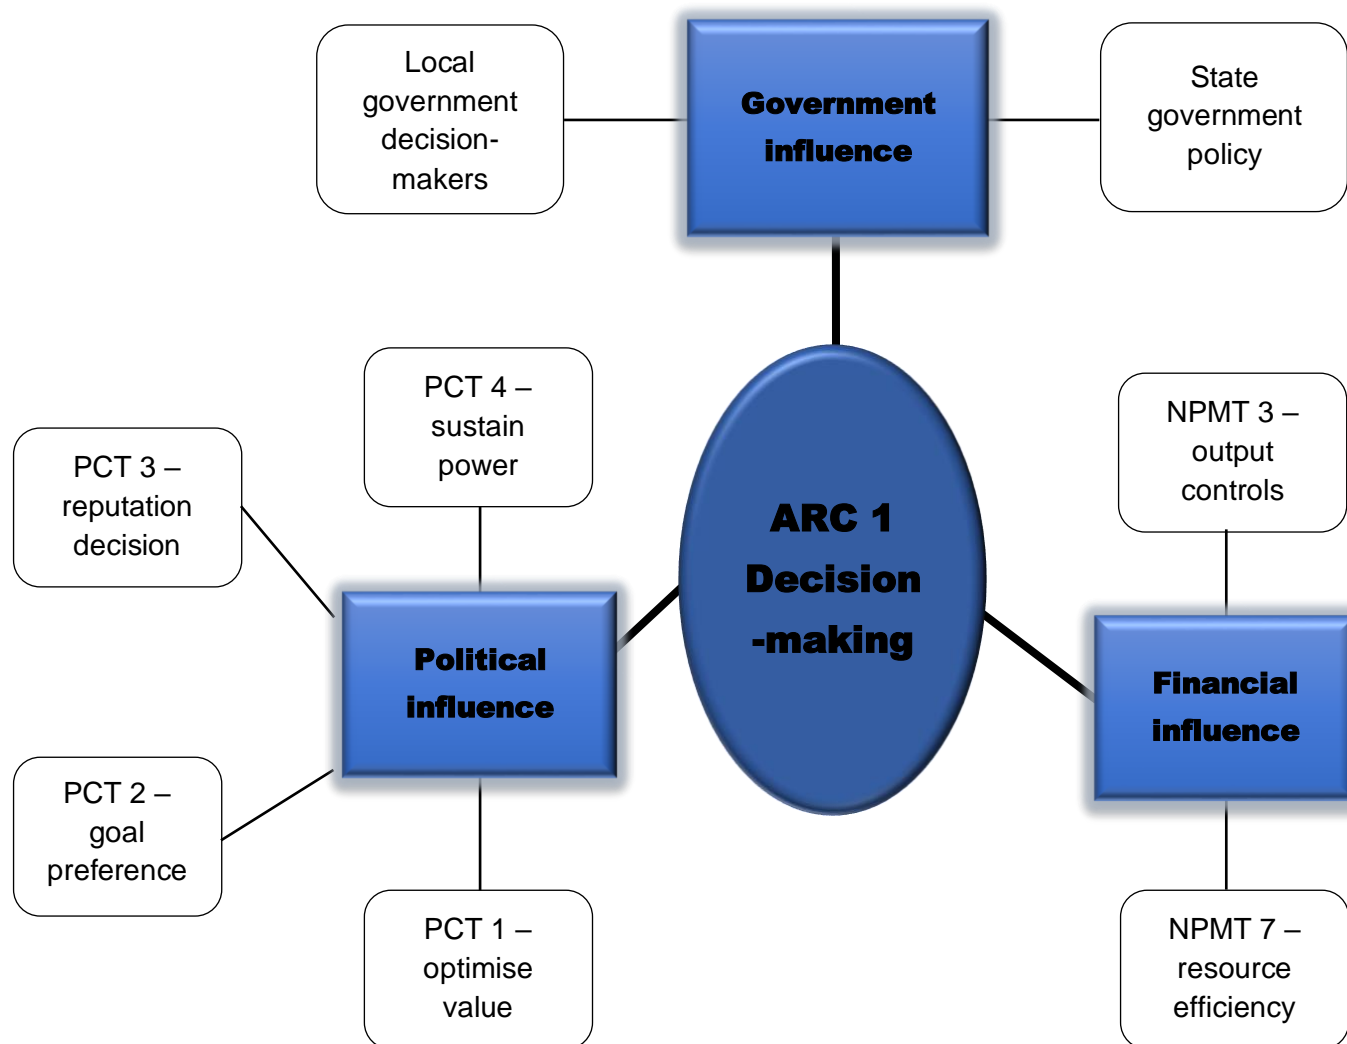 Local
government
decision-
makers
Government
influence
State
government
policy
PCT 4 –
sustain
power
NPMT 3 –
output
controls
PCT 3 –
reputation
decision
ARC 1
Decision
-making
Political
influence
Financial
influence
PCT 2 –
goal
preference
PCT 1 –
optimise
value
NPMT 7 –
resource
efficiency